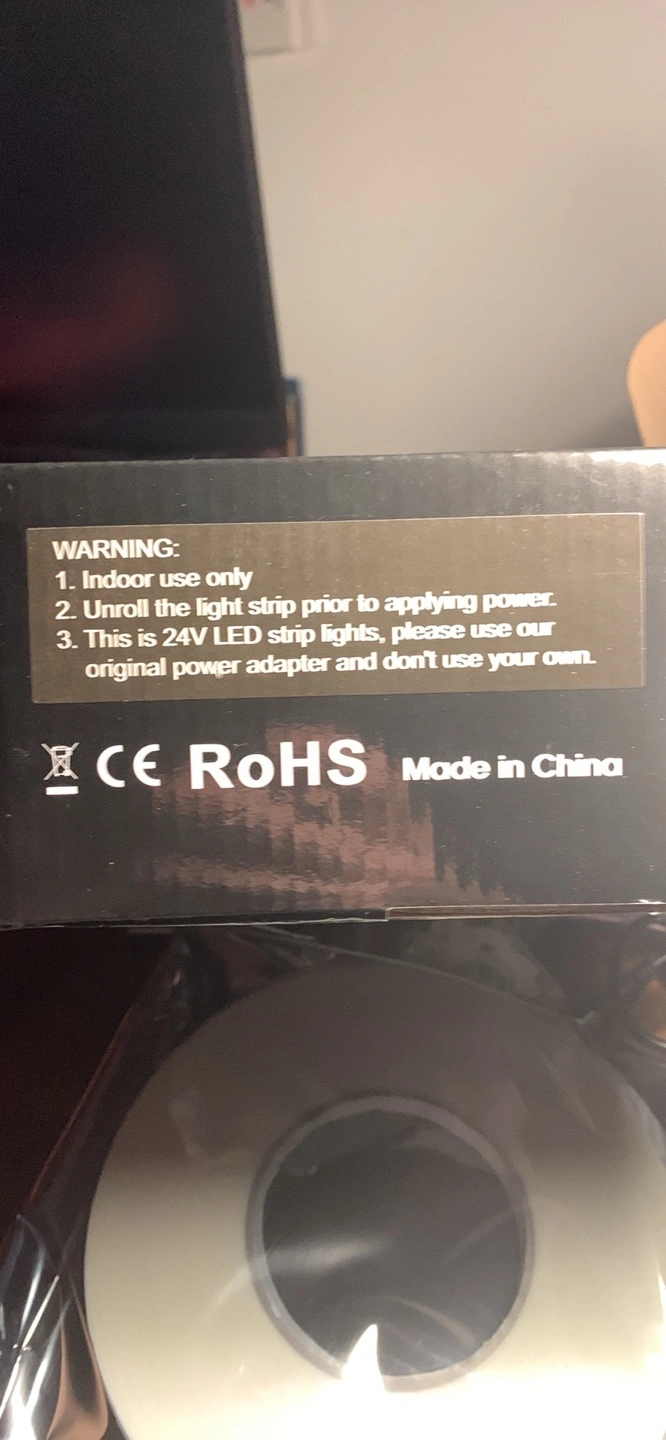 WARNING:
1. Indoor use only
2. Unroll the light strip prior to applying power.
3. This is 24V LED strip lights, please use our
original power adapter and don't use your own.
CE RoHS Made in China